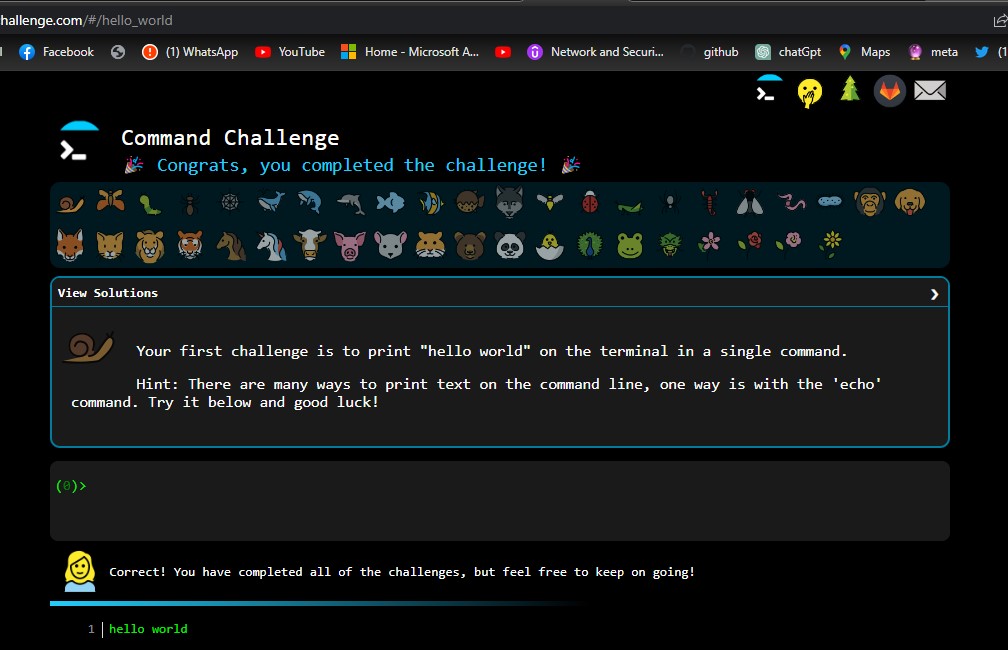 hallenge.com/#/hello_world
Facebook (1) WhatsApp YouTube Home - Microsoft A... Network and Securi... github chatGpt Maps meta (1
Command Challenge
Congrats, you completed the challenge!
View Solutions
Your first challenge is to print "hello world" on the terminal in a single command.
Hint: There are many ways to print text on the command line, one way is with the 'echo'
command. Try it below and good luck!
(0)>
Correct! You have completed all of the challenges, but feel free to keep on going!
1 hello world